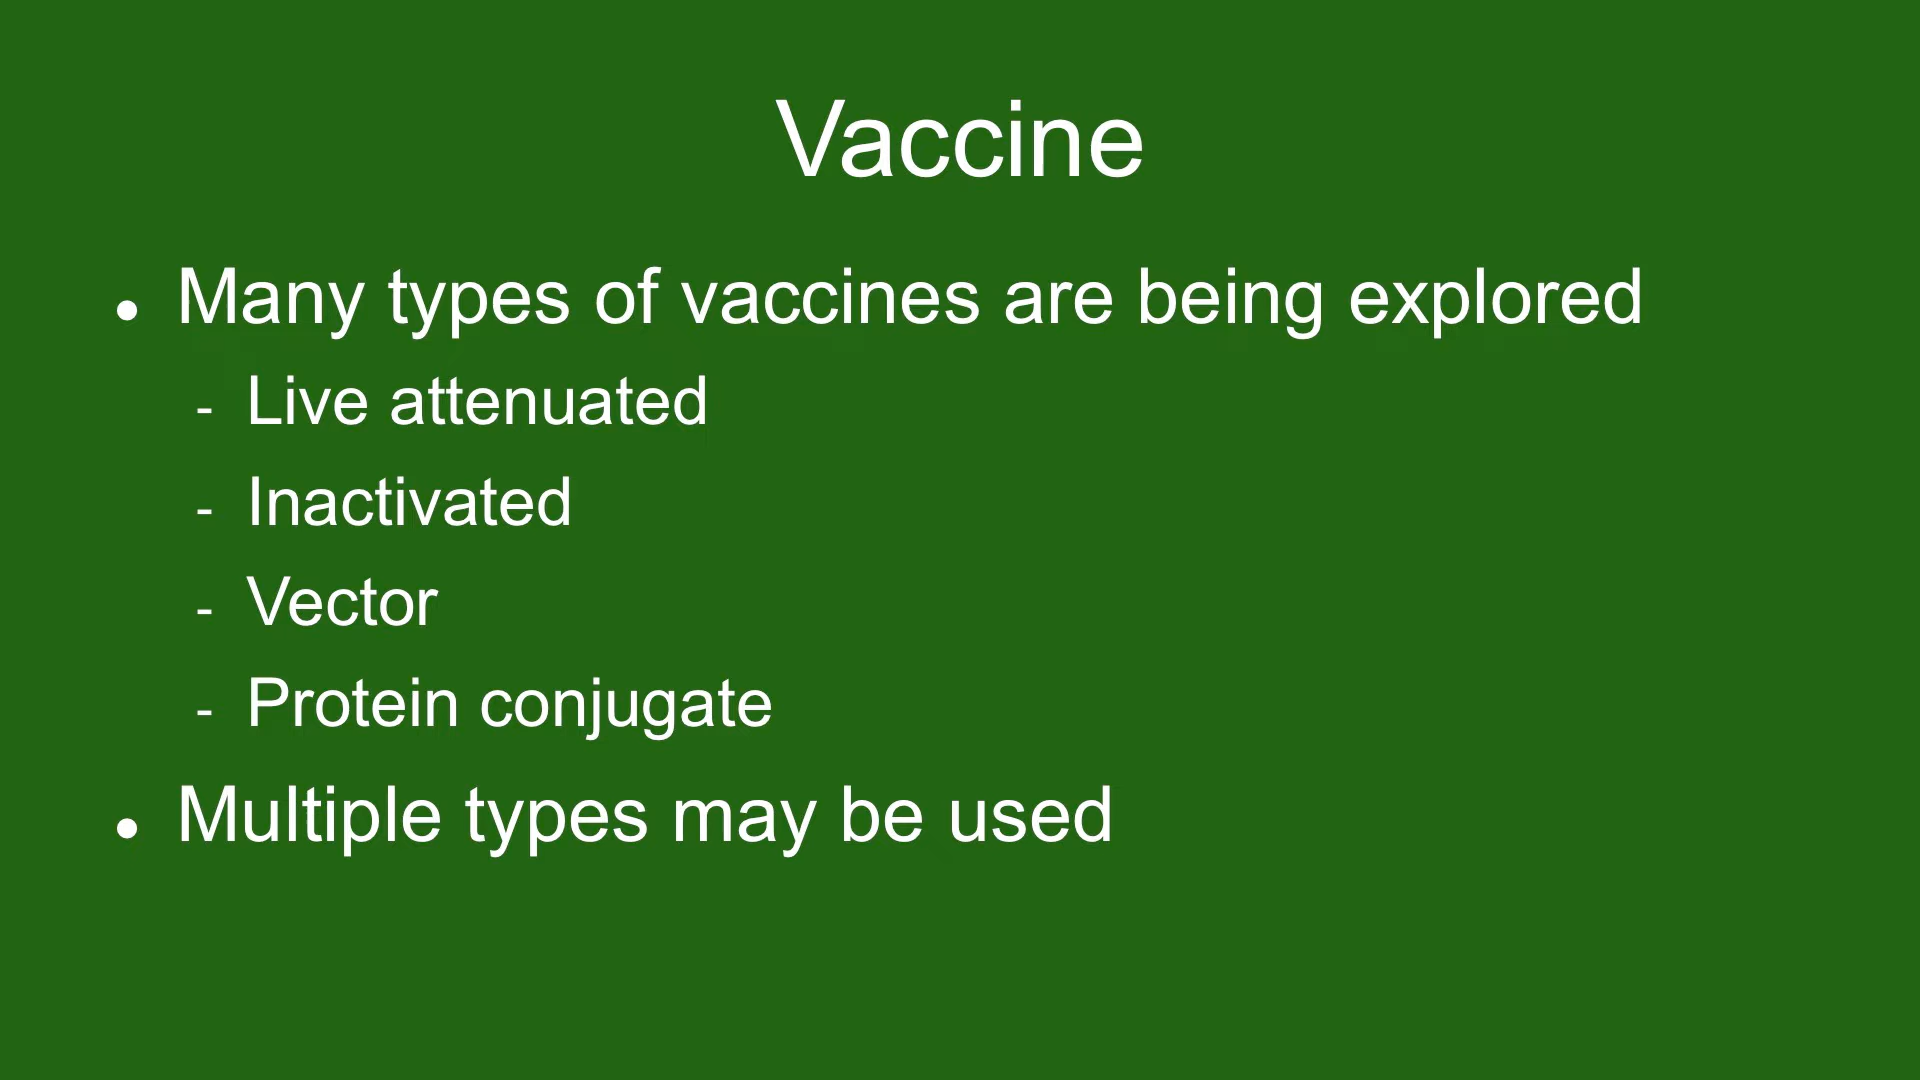 Vaccine
• Many types of vaccines are being explored
- Live attenuated
- Inactivated
- Vector
- Protein conjugate
• Multiple types may be used